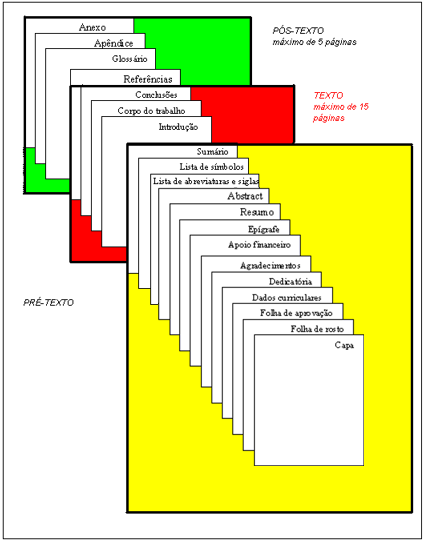 Anexo
Apêndice
Glossário
Referências
PÓS-TEXTO
máximo de 5 páginas
Conclusões
Corpo do trabalho
Introdução
TEXTO
máximo de 15
páginas
Sumário
Lista de símbolos
Lista de abreviaturas e siglas
Abstract
Resumo
Epígrafe
Apoio financeiro
Agradecimentos
Dedicatória
Dados curriculares
Folha de aprovação
Folha de rosto
Capa
PRÉ-TEXTO